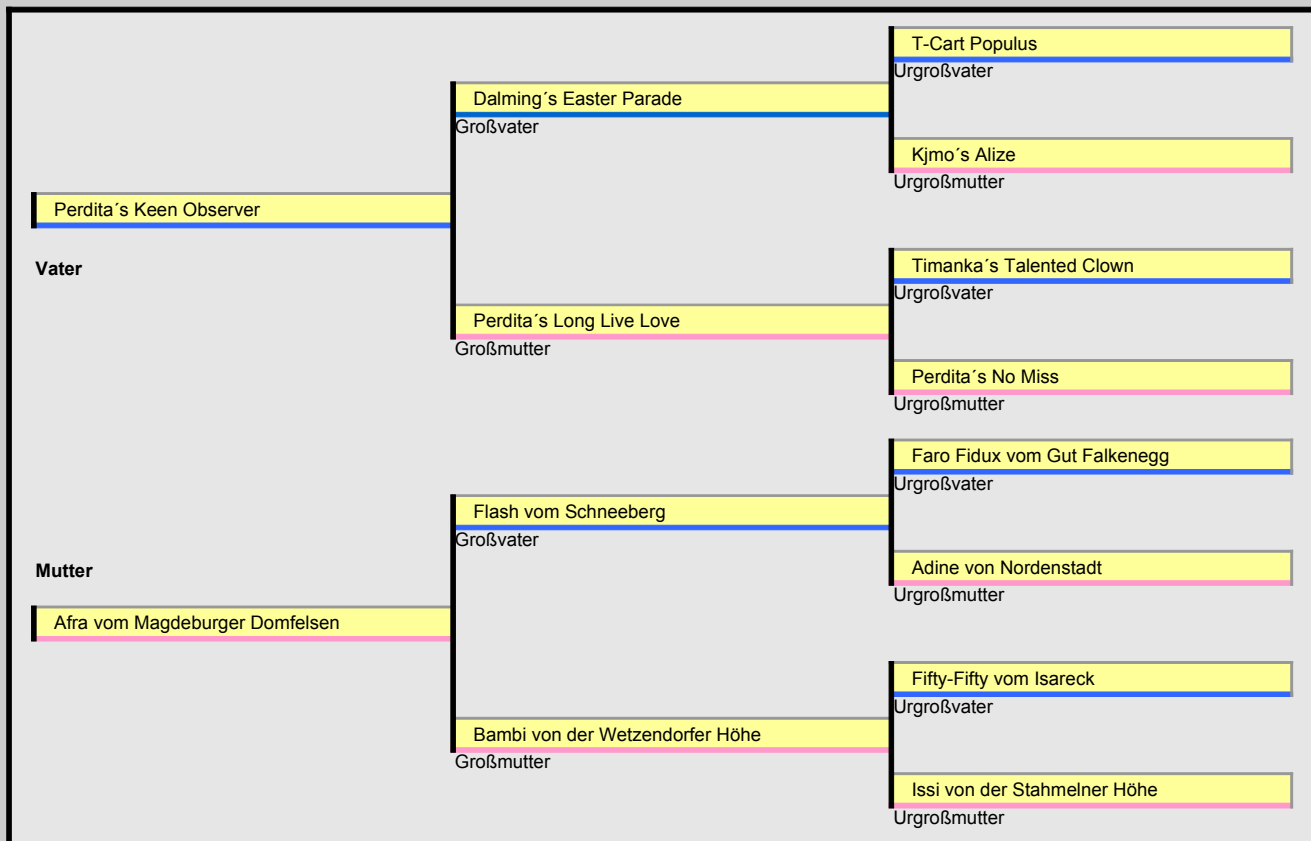 T-Cart Populus
Urgroßvater
Dalming´s Easter Parade
Großvater
Kjmo´s Alize
Urgroßmutter
Perdita´s Keen Observer
Vater
Timanka´s Talented Clown
Urgroßvater
Perdita´s Long Live Love
Großmutter
Perdita´s No Miss
Urgroßmutter
Faro Fidux vom Gut Falkenegg
Urgroßvater
Flash vom Schneeberg
Großvater
Adine von Nordenstadt
Urgroßmutter
Mutter
Afra vom Magdeburger Domfelsen
Fifty-Fifty vom Isareck
Urgroßvater
Bambi von der Wetzendorfer Höhe
Großmutter
Issi von der Stahmelner Höhe
Urgroßmutter